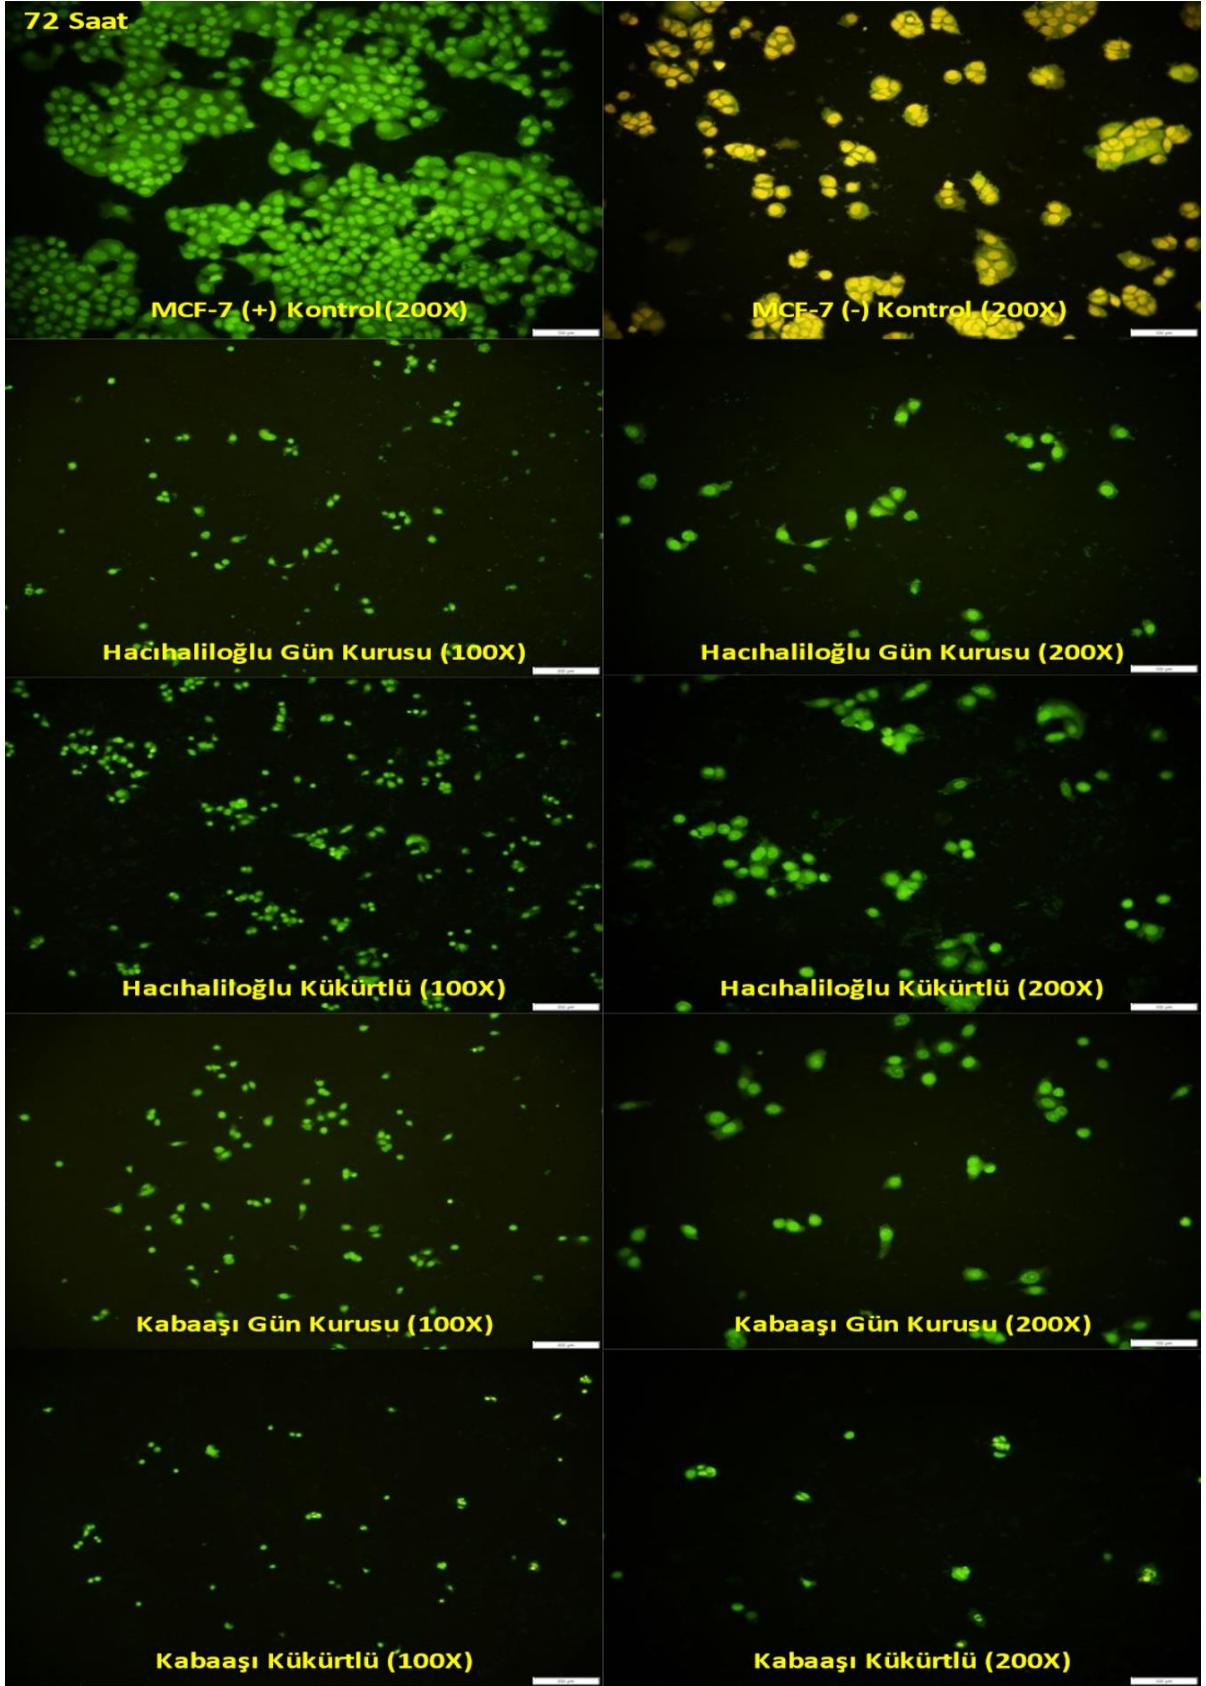 72 Saat
MCF-7 (+) Kontrol (200X)
MCF-7 (-) Kontrol (200X)
Hacıhaliloğlu Gün Kurusu (100X)
Hacıhaliloğlu Gün Kurusu (200X)
Hacıhaliloğlu Kükürtlü (100X)
Hacıhaliloğlu Kükürtlü (200X)
Kabaaşı Gün Kurusu (100X)
Kabaaşı Gün Kurusu (200X)
Kabaaşı Kükürtlü (100X)
Kabaaşı Kükürtlü (200X)